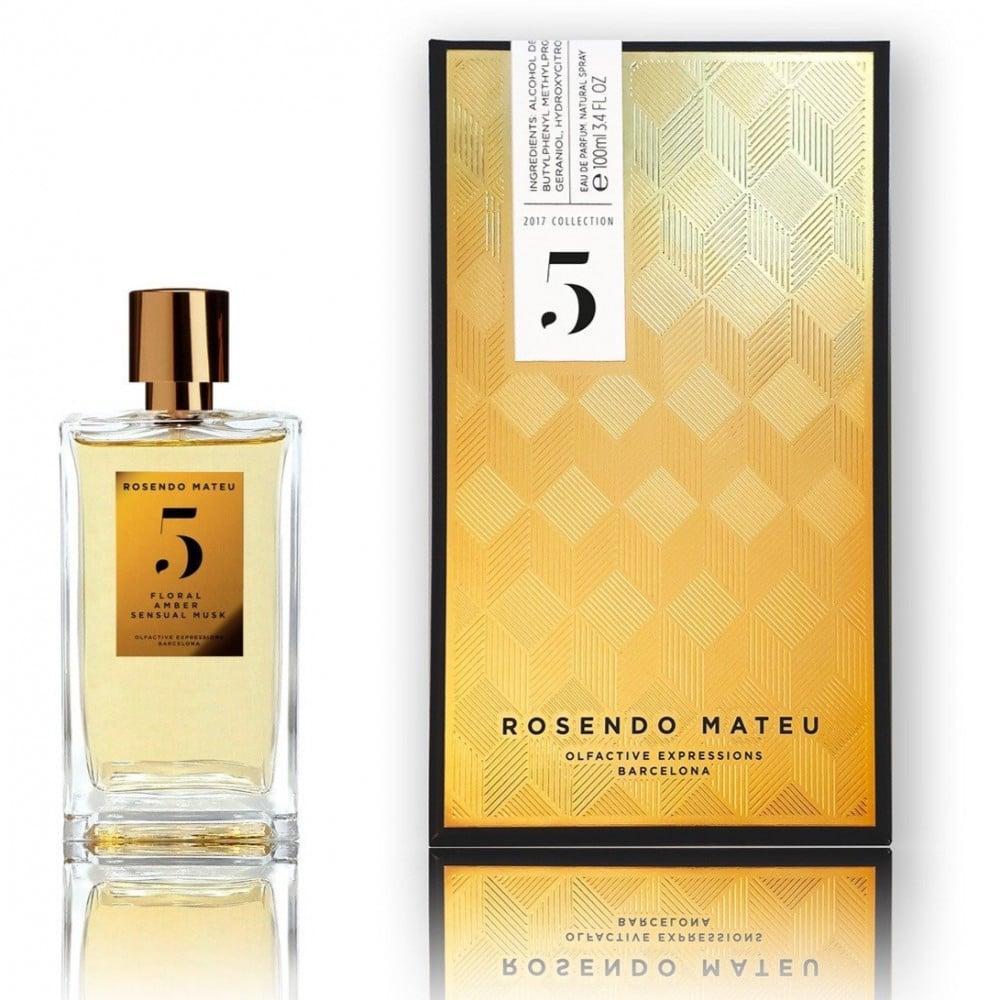 ROSENDO MATEU
5
FLORAL
AMBER
SENSUAL MUSK
OLFACTIVE EXPRESSIONS
BARCELONA
INGREDIENTS: ALCOHOL DE
BUTYLPHENYL METHYLPRO
GERANIOL, HYDROXYCITRO
EAU DE PARFUM. NATURAL SPRAY
e 100ml 3.4 FL OZ
2017 COLLECTION
5
ROSENDO MATEU
OLFACTIVE EXPRESSIONS
BARCELONA